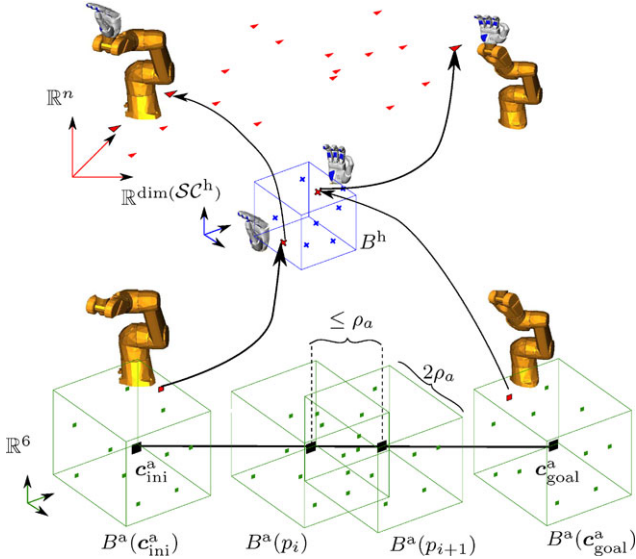 ℝⁿ
ℝ^dim(𝒮𝒞^h)
B^h
≤ ρ_a
2ρ_a
ℝ⁶
c^a_ini
c^a_goal
B^a(c^a_ini)
B^a(p_i)
B^a(p_{i+1})
B^a(c^a_goal)